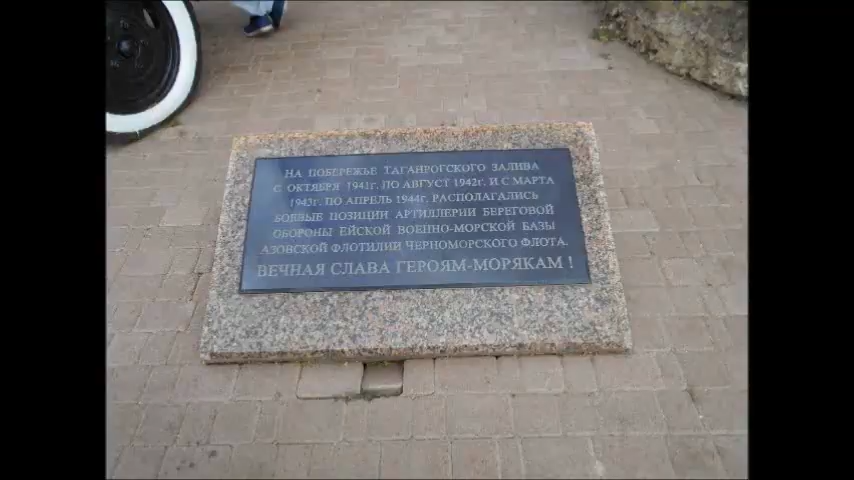 НА ПОБЕРЕЖЬЕ ТАГАНРОГСКОГО ЗАЛИВА
С ОКТЯБРЯ 1941г. ПО АВГУСТ 1942г. И С МАРТА
1943г. ПО АПРЕЛЬ 1944г. РАСПОЛАГАЛИСЬ
БОЕВЫЕ ПОЗИЦИИ АРТИЛЛЕРИИ БЕРЕГОВОЙ
ОБОРОНЫ ЕЙСКОЙ ВОЕННО-МОРСКОЙ БАЗЫ
АЗОВСКОЙ ФЛОТИЛИИ ЧЕРНОМОРСКОГО ФЛОТА.
ВЕЧНАЯ СЛАВА ГЕРОЯМ-МОРЯКАМ !